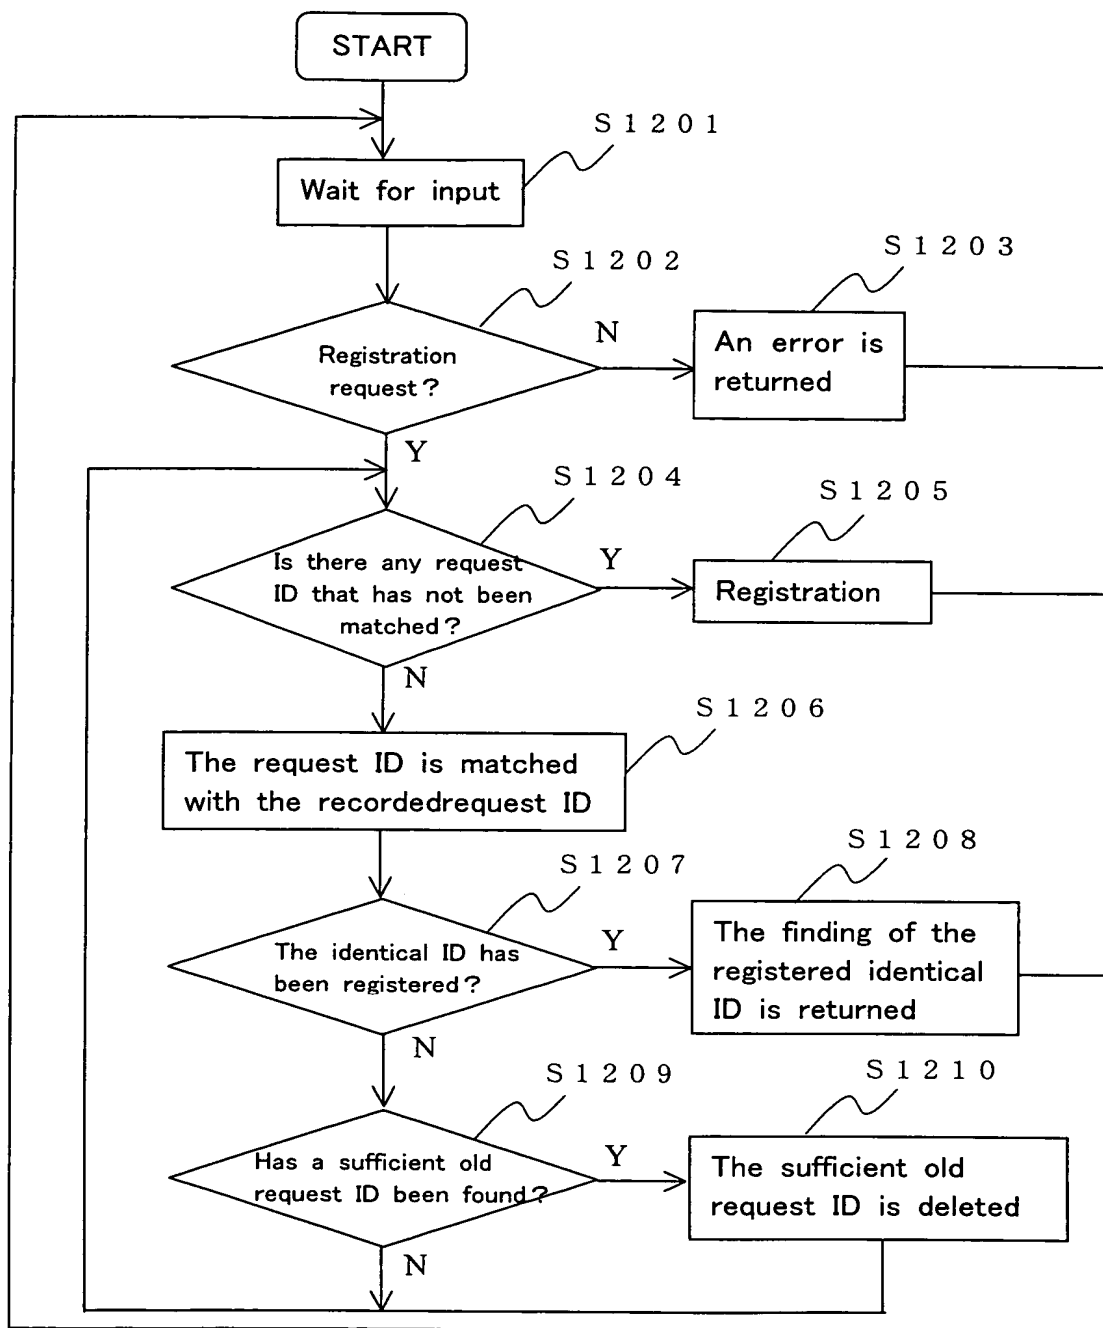 START
S1201
Wait for input
S1202
S1203
Registration
request?
N
An error is
returned
Y
S1204
S1205
Is there any request
ID that has not been
matched?
Y
Registration
N
S1206
The request ID is matched
with the recordedrequest ID
S1207
S1208
The identical ID has
been registered?
Y
The finding of the
registered identical
ID is returned
N
S1209
S1210
Has a sufficient old
request ID been found?
Y
The sufficient old
request ID is deleted
N